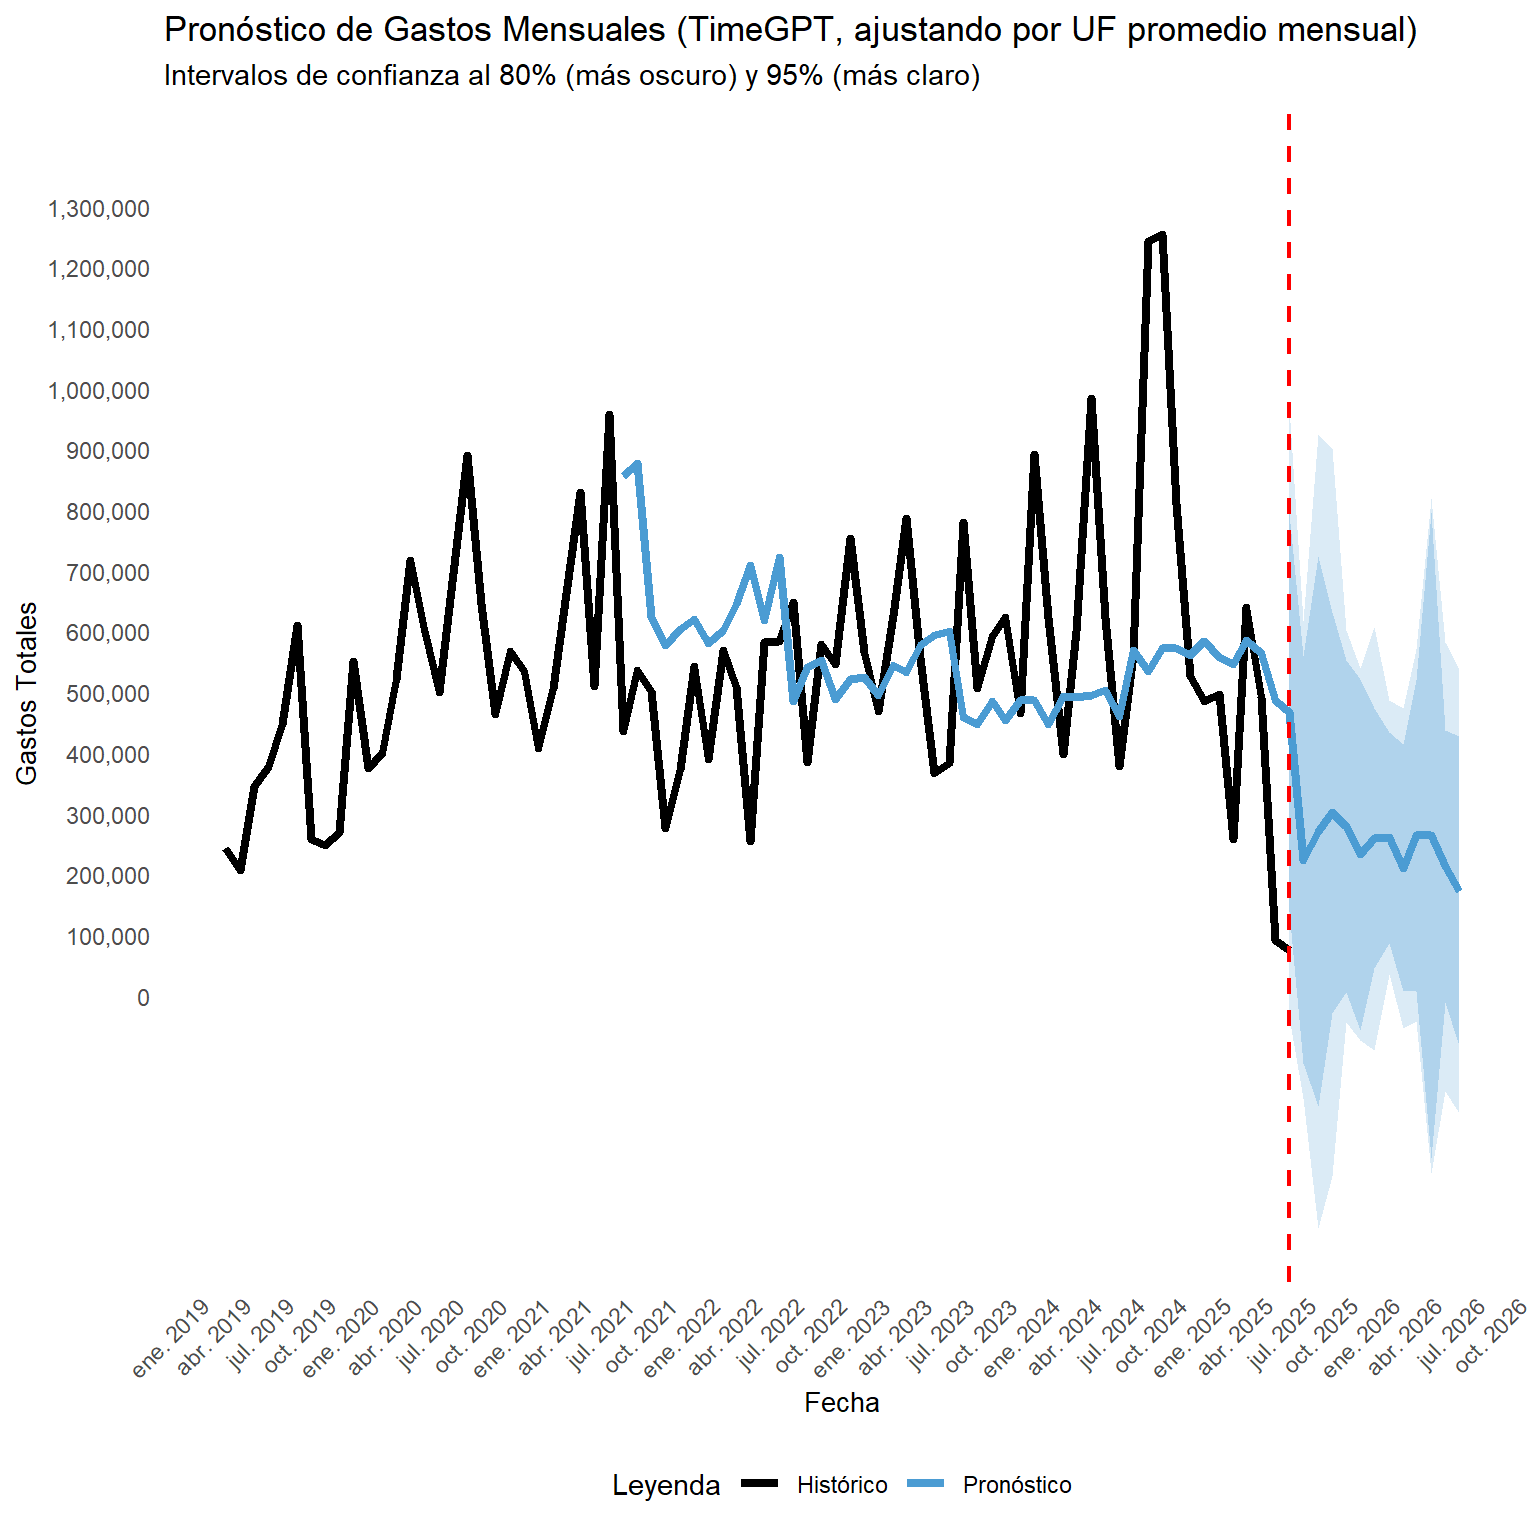 Pronóstico de Gastos Mensuales (TimeGPT, ajustando por UF promedio mensual)
Intervalos de confianza al 80% (más oscuro) y 95% (más claro)
Gastos Totales
1,300,000
1,200,000
1,100,000
1,000,000
900,000
800,000
700,000
600,000
500,000
400,000
300,000
200,000
100,000
0
ene. 2019
abr. 2019
jul. 2019
oct. 2019
ene. 2020
abr. 2020
jul. 2020
oct. 2020
ene. 2021
abr. 2021
jul. 2021
oct. 2021
ene. 2022
abr. 2022
jul. 2022
oct. 2022
ene. 2023
abr. 2023
jul. 2023
oct. 2023
ene. 2024
abr. 2024
jul. 2024
oct. 2024
ene. 2025
abr. 2025
jul. 2025
oct. 2025
ene. 2026
abr. 2026
jul. 2026
oct. 2026
Fecha
Leyenda
Histórico
Pronóstico